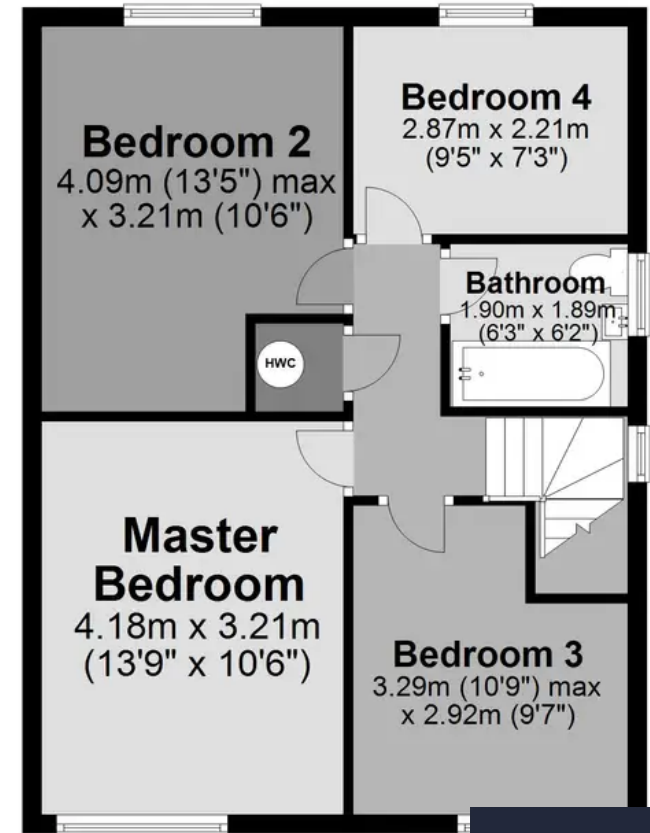 Bedroom 2
4.09m (13'5") max
x 3.21m (10'6")
Bedroom 4
2.87m x 2.21m
(9'5" x 7'3")
Bathroom
1.90m x 1.89m
(6'3" x 6'2")
HWC
Master
Bedroom
4.18m x 3.21m
(13'9" x 10'6")
Bedroom 3
3.29m (10'9") max
x 2.92m (9'7")